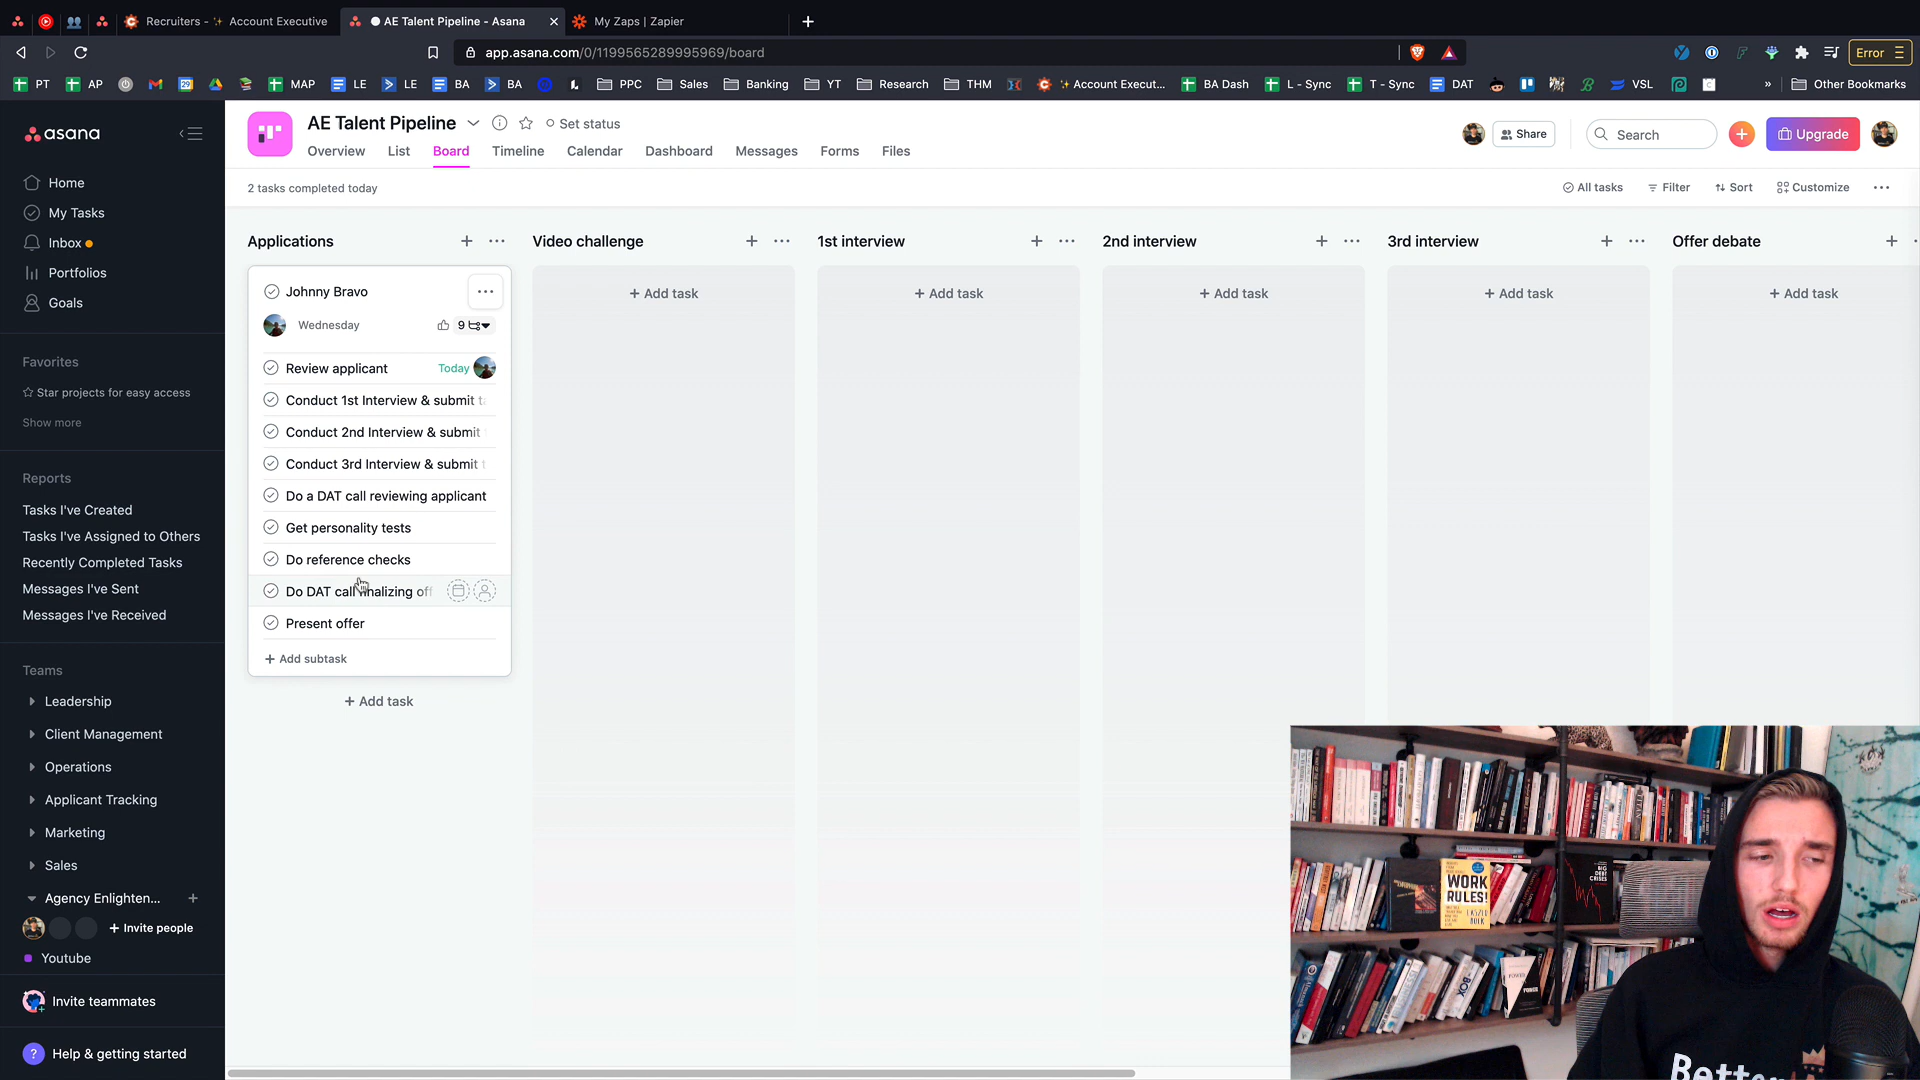 Recruiters - ✨ Account Executive
AE Talent Pipeline - Asana
My Zaps | Zapier
app.asana.com/0/1199565289995969/board
Error
PT
AP
MAP
LE
LE
BA
BA
PPC
Sales
Banking
YT
Research
THM
✨ Account Execut...
BA Dash
L - Sync
T - Sync
DAT
VSL
Other Bookmarks
asana
Home
My Tasks
Inbox
Portfolios
Goals
Favorites
Star projects for easy access
Show more
Reports
Tasks I've Created
Tasks I've Assigned to Others
Recently Completed Tasks
Messages I've Sent
Messages I've Received
Teams
Leadership
Client Management
Operations
Applicant Tracking
Marketing
Sales
Agency Enlighten...
+ Invite people
Youtube
Invite teammates
? Help & getting started
AE Talent Pipeline
Set status
Share
Search
Upgrade
Overview
List
Board
Timeline
Calendar
Dashboard
Messages
Forms
Files
2 tasks completed today
All tasks
Filter
Sort
Customize
Applications
Johnny Bravo
Wednesday
9
Review applicant
Today
Conduct 1st Interview & submit t
Conduct 2nd Interview & submit
Conduct 3rd Interview & submit t
Do a DAT call reviewing applicant
Get personality tests
Do reference checks
Do DAT call finalizing off
Present offer
+ Add subtask
+ Add task
Video challenge
+ Add task
1st interview
+ Add task
2nd interview
+ Add task
3rd interview
+ Add task
Offer debate
+ Add task
WORK
RULES!
LASZLO
BOCK
BIG
DEBT
CRISES
BOX
Better